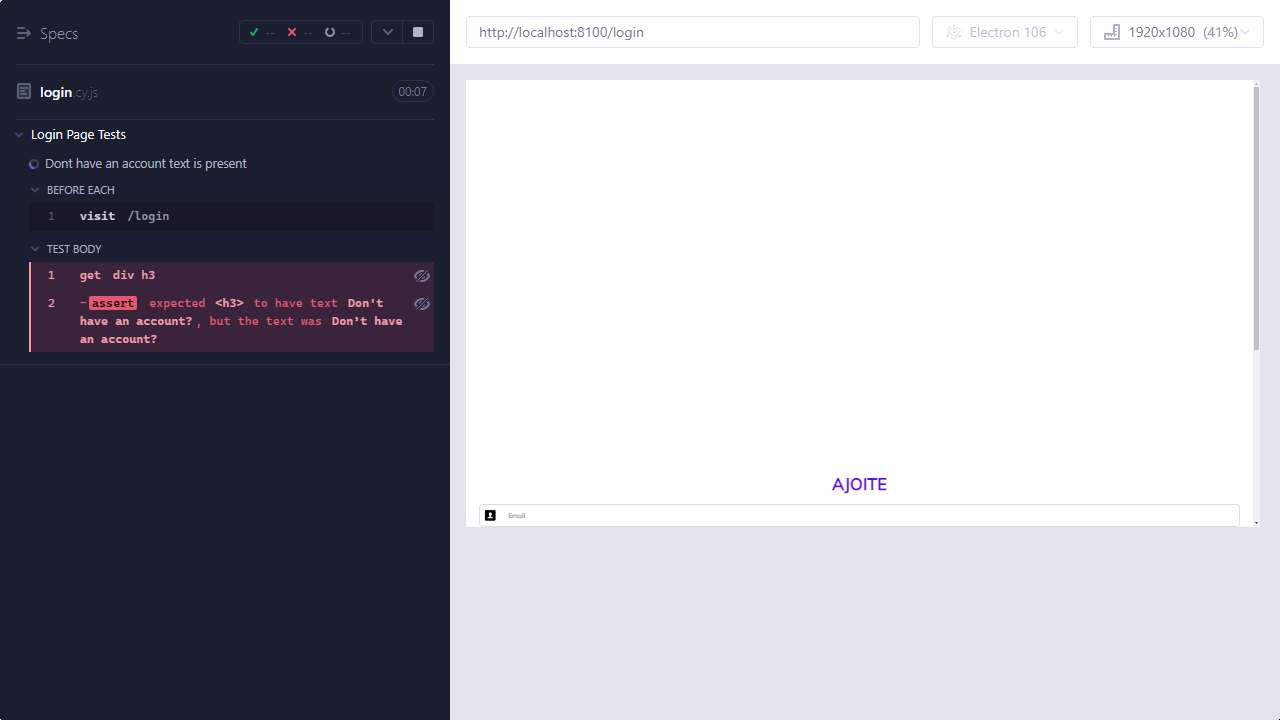 Specs
-- -- --
login.cy.js 00:07
Login Page Tests
Dont have an account text is present
BEFORE EACH
1 visit /login
TEST BODY
1 get div h3
2 -assert expected <h3> to have text Don't
have an account?, but the text was Don’t have
an account?
http://localhost:8100/login
Electron 106
1920x1080 (41%)
AJOITE
Email